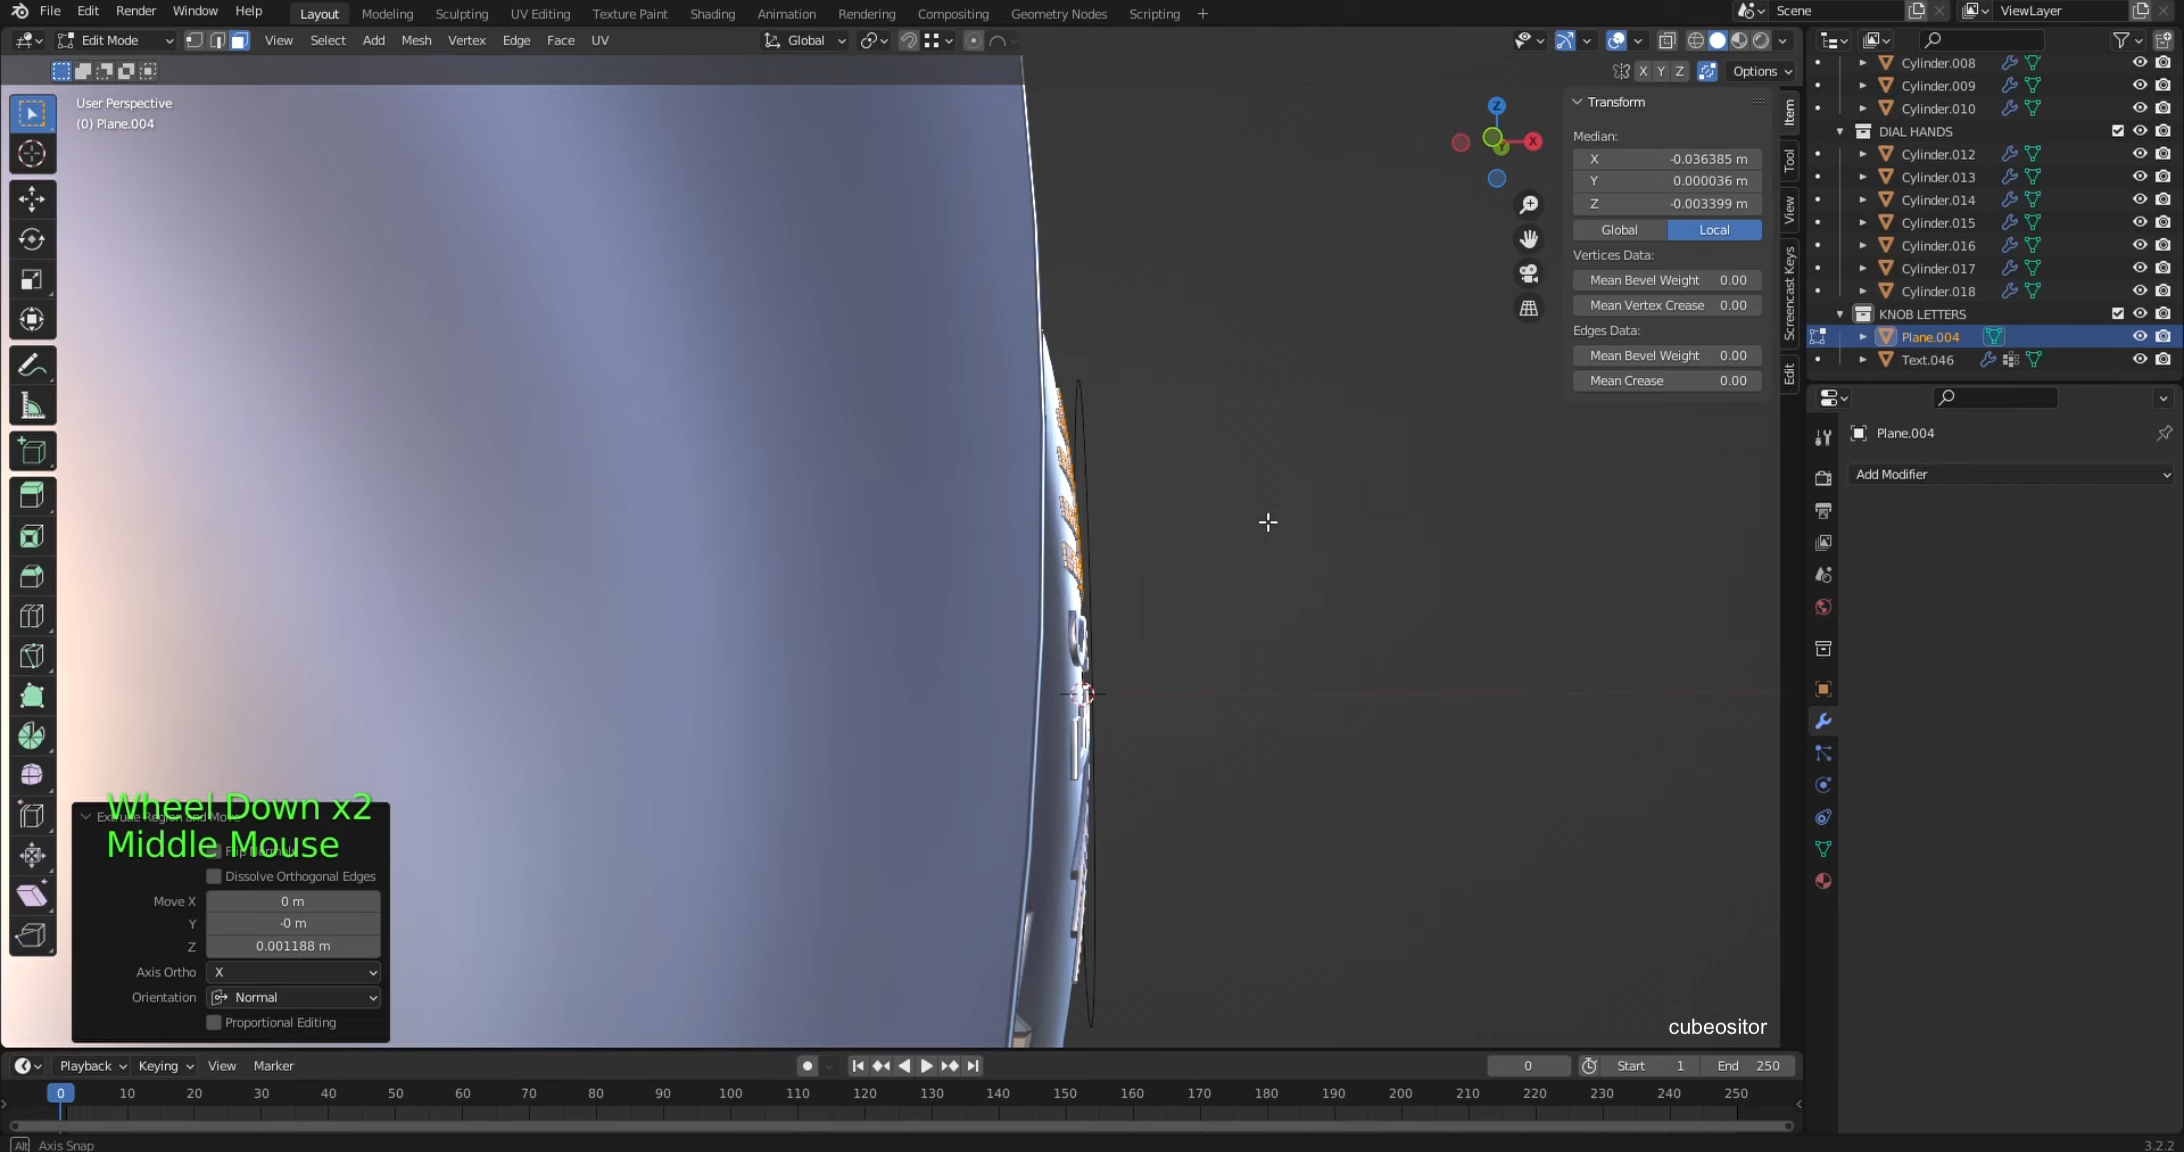 File Edit Render Window Help Layout Modeling Sculpting UV Editing Texture Paint Shading Animation Rendering Compositing Geometry Nodes Scripting + Scene ViewLayer
Edit Mode View Select Add Mesh Vertex Edge Face UV Global
X Y Z Options
User Perspective
(0) Plane.004
Z
X
Y
Transform
Median:
X -0.036385 m
Y 0.000036 m
Z -0.003399 m
Global Local
Vertices Data:
Mean Bevel Weight 0.00
Mean Vertex Crease 0.00
Edges Data:
Mean Bevel Weight 0.00
Mean Crease 0.00
Item
Tool
View
Screencast Keys
Edit
Cylinder.008
Cylinder.009
Cylinder.010
DIAL HANDS
Cylinder.012
Cylinder.013
Cylinder.014
Cylinder.015
Cylinder.016
Cylinder.017
Cylinder.018
KNOB LETTERS
Plane.004
Text.046
Plane.004
Add Modifier
Wheel Down x2
Extrude Region and Move
Middle Mouse
Flip Normals
Dissolve Orthogonal Edges
Move X 0 m
Y -0 m
Z 0.001188 m
Axis Ortho X
Orientation Normal
Proportional Editing
cubeositor
Playback Keying View Marker 0 Start 1 End 250
0 10 20 30 40 50 60 70 80 90 100 110 120 130 140 150 160 170 180 190 200 210 220 230 240 250
Alt Axis Snap 3.2.2